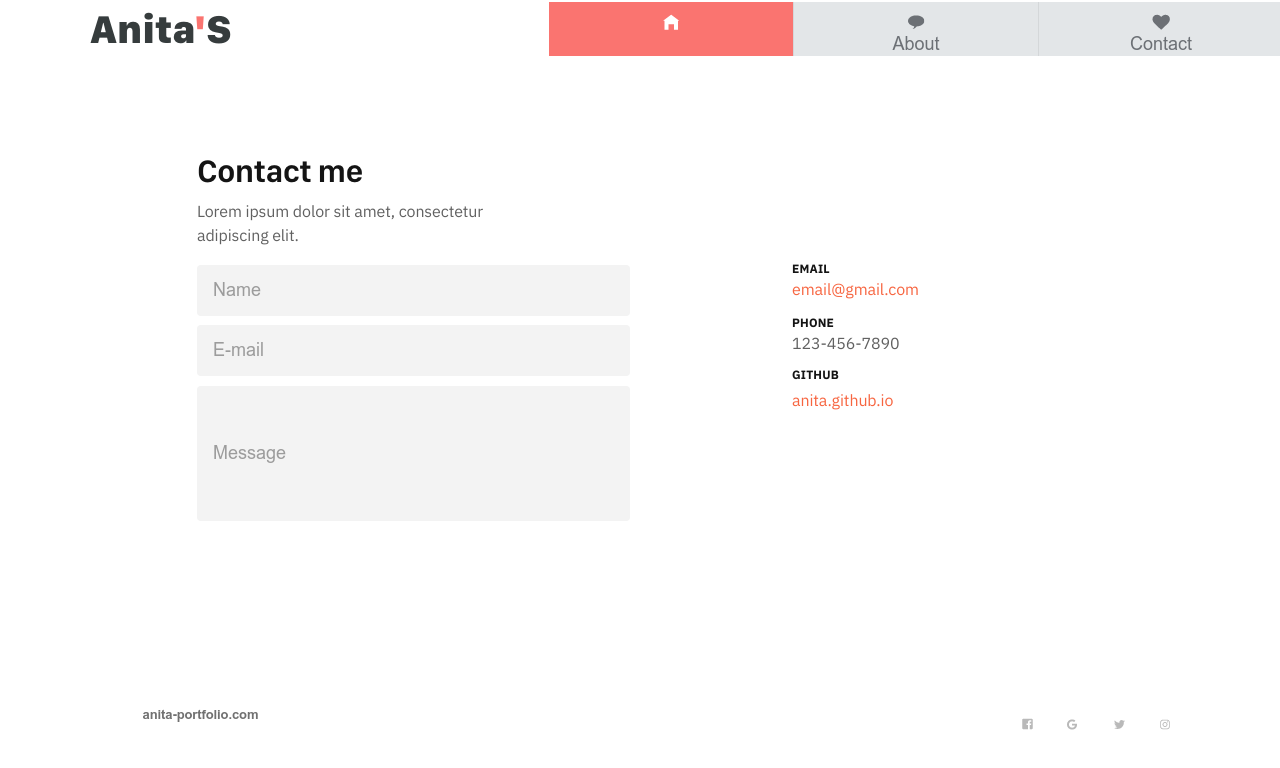 Anita'S
About
Contact
Contact me
Lorem ipsum dolor sit amet, consectetur
adipiscing elit.
Name
E-mail
Message
EMAIL
email@gmail.com
PHONE
123-456-7890
GITHUB
anita.github.io
anita-portfolio.com